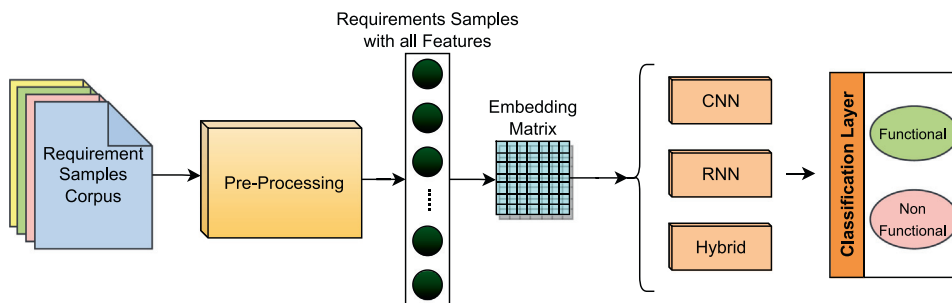 Requirement
Samples
Corpus
Pre-Processing
Requirements Samples
with all Features
Embedding
Matrix
CNN
RNN
Hybrid
Classification Layer
Functional
Non
Functional